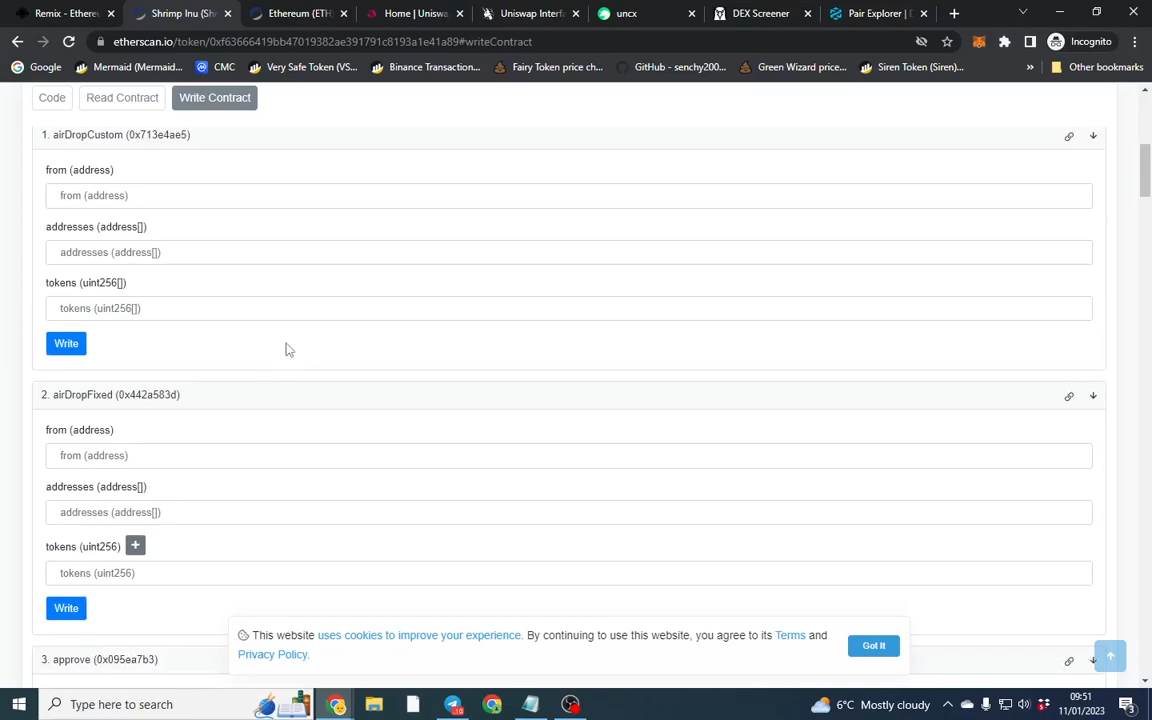 Remix - Ethereu
Shrimp Inu (Shr
Ethereum (ETH
Home | Uniswa
Uniswap Interfa
uncx
DEX Screener
Pair Explorer | D
etherscan.io/token/0xf63666419bb47019382ae391791c8193a1e41a89#writeContract
Incognito
Google
Mermaid (Mermaid...
CMC
Very Safe Token (VS...
Binance Transaction...
Fairy Token price ch...
GitHub - senchy200...
Green Wizard price...
Siren Token (Siren)...
»
Other bookmarks
Code
Read Contract
Write Contract
1. airDropCustom (0x713e4ae5)
from (address)
from (address)
addresses (address[])
addresses (address[])
tokens (uint256[])
tokens (uint256[])
Write
2. airDropFixed (0x442a583d)
from (address)
from (address)
addresses (address[])
addresses (address[])
tokens (uint256) +
tokens (uint256)
Write
This website uses cookies to improve your experience. By continuing to use this website, you agree to its Terms and
Privacy Policy.
Got It
3. approve (0x095ea7b3)
Type here to search
6°C Mostly cloudy
09:51
11/01/2023
3